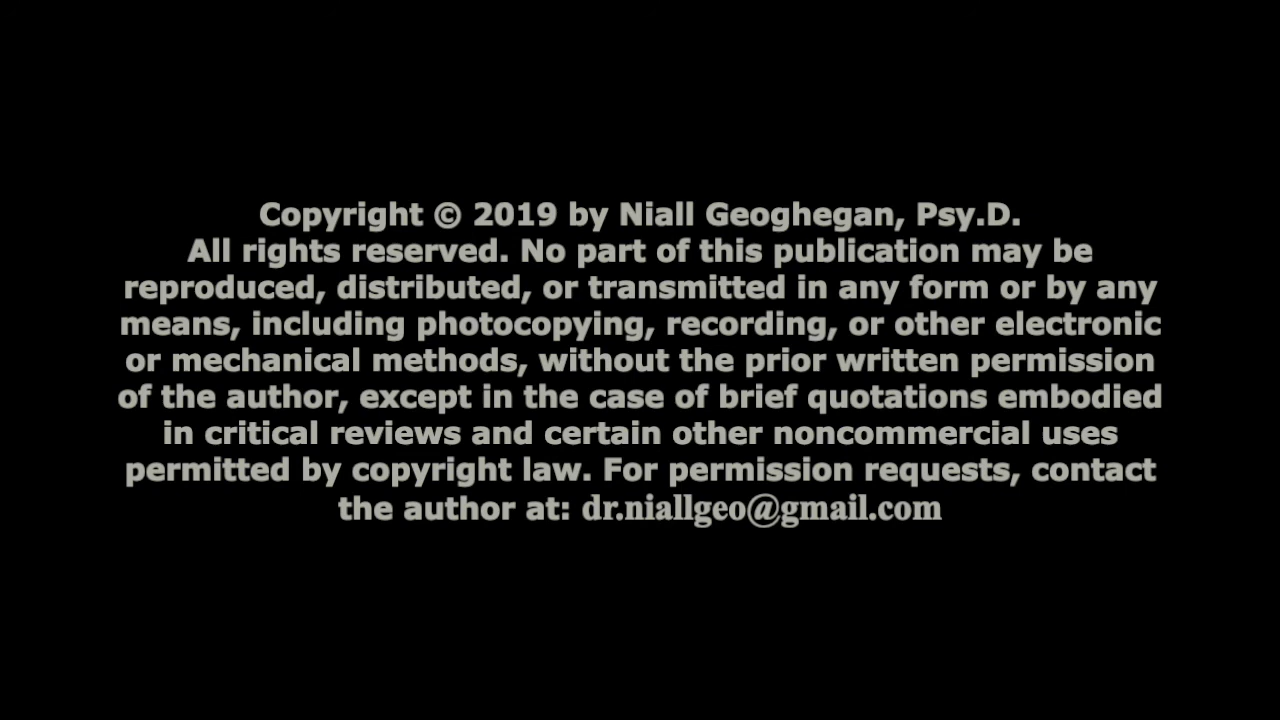 Copyright © 2019 by Niall Geoghegan, Psy.D.
All rights reserved. No part of this publication may be
reproduced, distributed, or transmitted in any form or by any
means, including photocopying, recording, or other electronic
or mechanical methods, without the prior written permission
of the author, except in the case of brief quotations embodied
in critical reviews and certain other noncommercial uses
permitted by copyright law. For permission requests, contact
the author at: dr.niallgeo@gmail.com